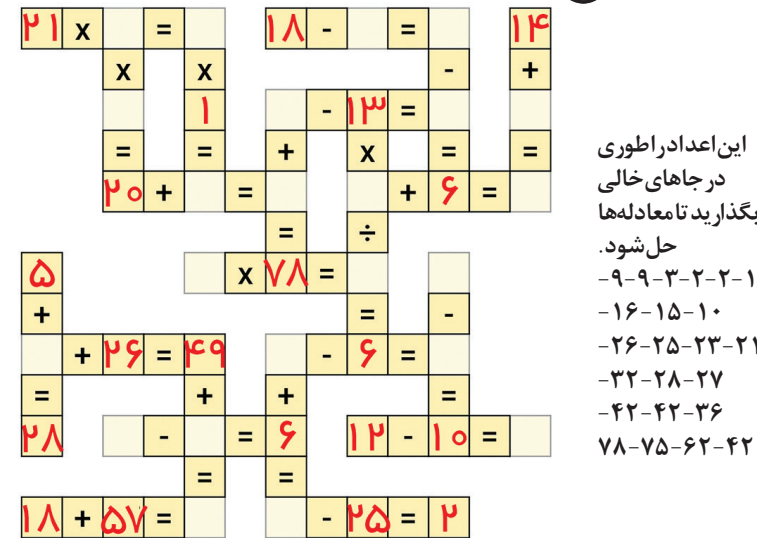 ۲۱ x = ۱۸ - = ۱۴
x x - +
۱ - ۱۳ =
= = + x = =
۲۰ + = + ۶ =
= ÷
۵ x ۷۸ =
+ = -
+ ۲۶ = ۴۹ - ۶ =
= + + =
۲۸ - = ۶ ۱۲ - ۱۰ =
= =
۱۸ + ۵۷ = - ۲۵ = ۲
این اعداد را طوری
در جاهای خالی
بگذارید تا معادله‌ها
حل شود.
۱-۲-۲-۳-۹-۹-
۱۰-۱۵-۱۶-
۲۱-۲۳-۲۵-۲۶-
۲۷-۲۸-۳۲-
۳۶-۴۲-۴۲-
۴۲-۶۲-۷۵-۷۸